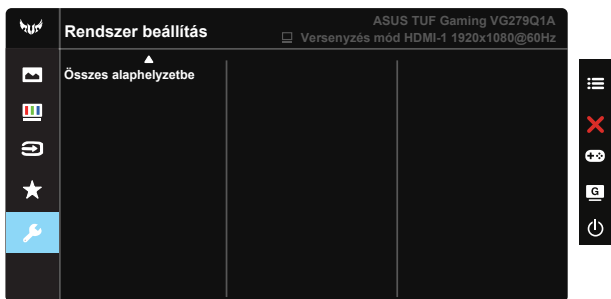 Rendszer beállítás
ASUS TUF Gaming VG279Q1A
Versenyzés mód HDMI-1 1920x1080@60Hz
Összes alaphelyzetbe
G